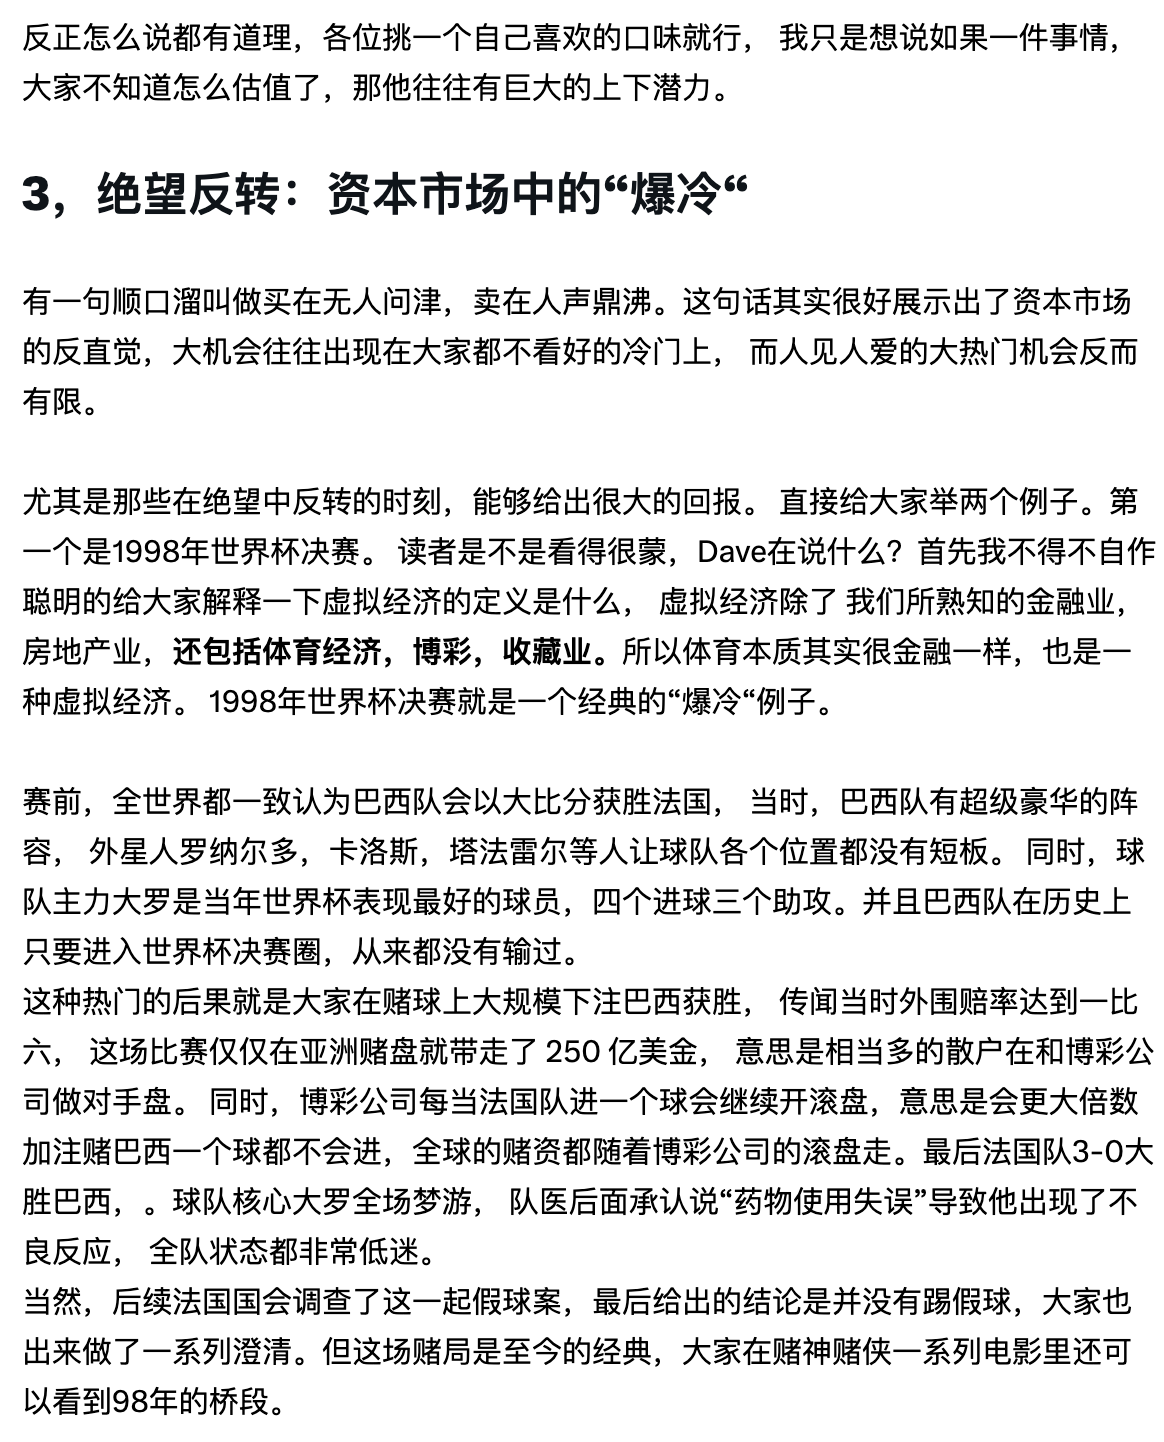 反正怎么说都有道理，各位挑一个自己喜欢的口味就行， 我只是想说如果一件事情，
大家不知道怎么估值了，那他往往有巨大的上下潜力。
3，绝望反转：资本市场中的“爆冷“
有一句顺口溜叫做买在无人问津，卖在人声鼎沸。这句话其实很好展示出了资本市场
的反直觉，大机会往往出现在大家都不看好的冷门上， 而人见人爱的大热门机会反而
有限。
尤其是那些在绝望中反转的时刻，能够给出很大的回报。 直接给大家举两个例子。第
一个是1998年世界杯决赛。 读者是不是看得很蒙，Dave在说什么？首先我不得不自作
聪明的给大家解释一下虚拟经济的定义是什么， 虚拟经济除了 我们所熟知的金融业，
房地产业，还包括体育经济，博彩，收藏业。所以体育本质其实很金融一样，也是一
种虚拟经济。 1998年世界杯决赛就是一个经典的“爆冷“例子。
赛前，全世界都一致认为巴西队会以大比分获胜法国， 当时，巴西队有超级豪华的阵
容， 外星人罗纳尔多，卡洛斯，塔法雷尔等人让球队各个位置都没有短板。 同时，球
队主力大罗是当年世界杯表现最好的球员，四个进球三个助攻。并且巴西队在历史上
只要进入世界杯决赛圈，从来都没有输过。
这种热门的后果就是大家在赌球上大规模下注巴西获胜， 传闻当时外围赔率达到一比
六， 这场比赛仅仅在亚洲赌盘就带走了 250 亿美金， 意思是相当多的散户在和博彩公
司做对手盘。 同时，博彩公司每当法国队进一个球会继续开滚盘，意思是会更大倍数
加注赌巴西一个球都不会进，全球的赌资都随着博彩公司的滚盘走。最后法国队3-0大
胜巴西，。球队核心大罗全场梦游， 队医后面承认说“药物使用失误”导致他出现了不
良反应， 全队状态都非常低迷。
当然，后续法国国会调查了这一起假球案，最后给出的结论是并没有踢假球，大家也
出来做了一系列澄清。但这场赌局是至今的经典，大家在赌神赌侠一系列电影里还可
以看到98年的桥段。